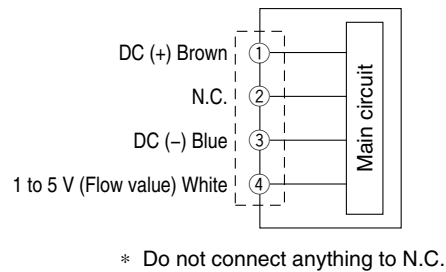 DC (+) Brown ①
N.C. ②
DC (−) Blue ③
1 to 5 V (Flow value) White ④
Main circuit
* Do not connect anything to N.C.